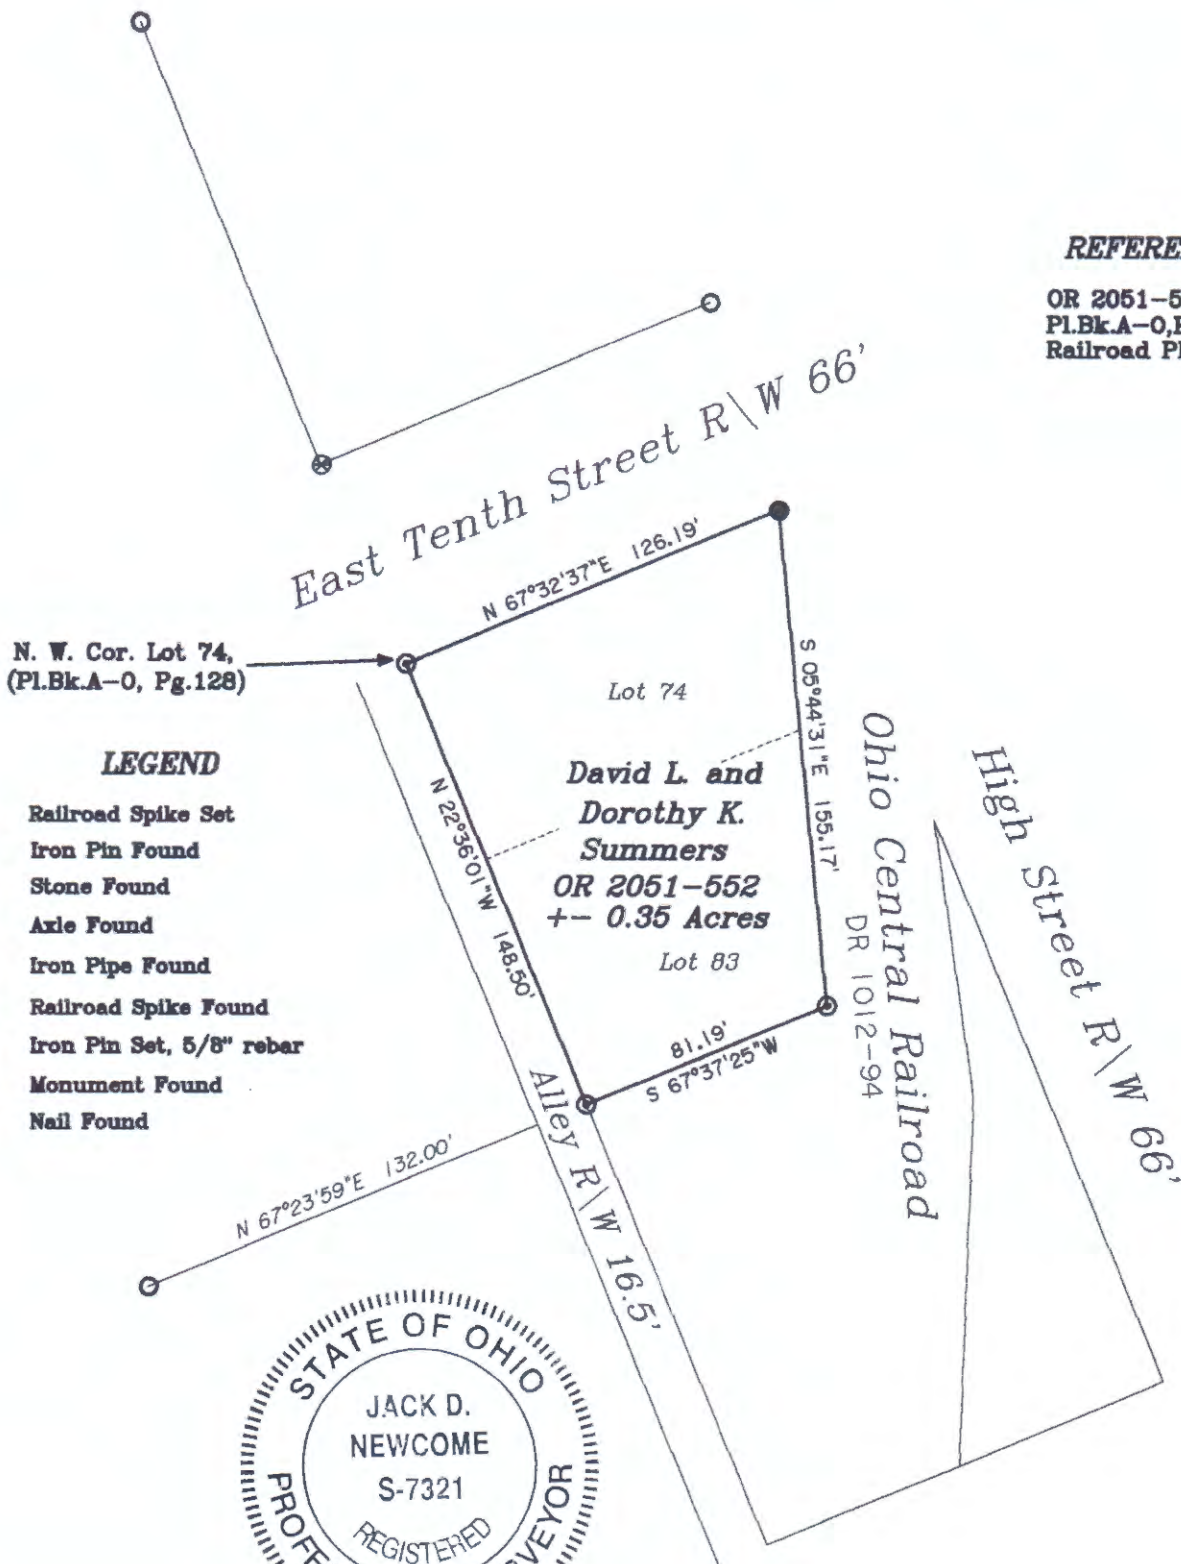 REFERE
OR 2051-5
Pl.Bk.A-O,
Railroad Pl
East Tenth Street R\W 66'
N 67°32'37"E 126.19'
N. W. Cor. Lot 74,
(Pl.Bk.A-O, Pg.128)
Lot 74
S 05°44'31"E 155.17'
LEGEND
Railroad Spike Set
Iron Pin Found
Stone Found
Axle Found
Iron Pipe Found
Railroad Spike Found
Iron Pin Set, 5/8" rebar
Monument Found
Nail Found
N 22°36'01"W 148.50'
David L. and
Dorothy K.
Summers
OR 2051-552
+- 0.35 Acres
Lot 83
Ohio Central Railroad
DR 1012-94
High Street R\W 66'
81.19'
S 67°37'25"W
Alley R\W 16.5'
N 67°23'59"E 132.00'
STATE OF OHIO
JACK D.
NEWCOME
S-7321
REGISTERED
PROFE
VEYOR